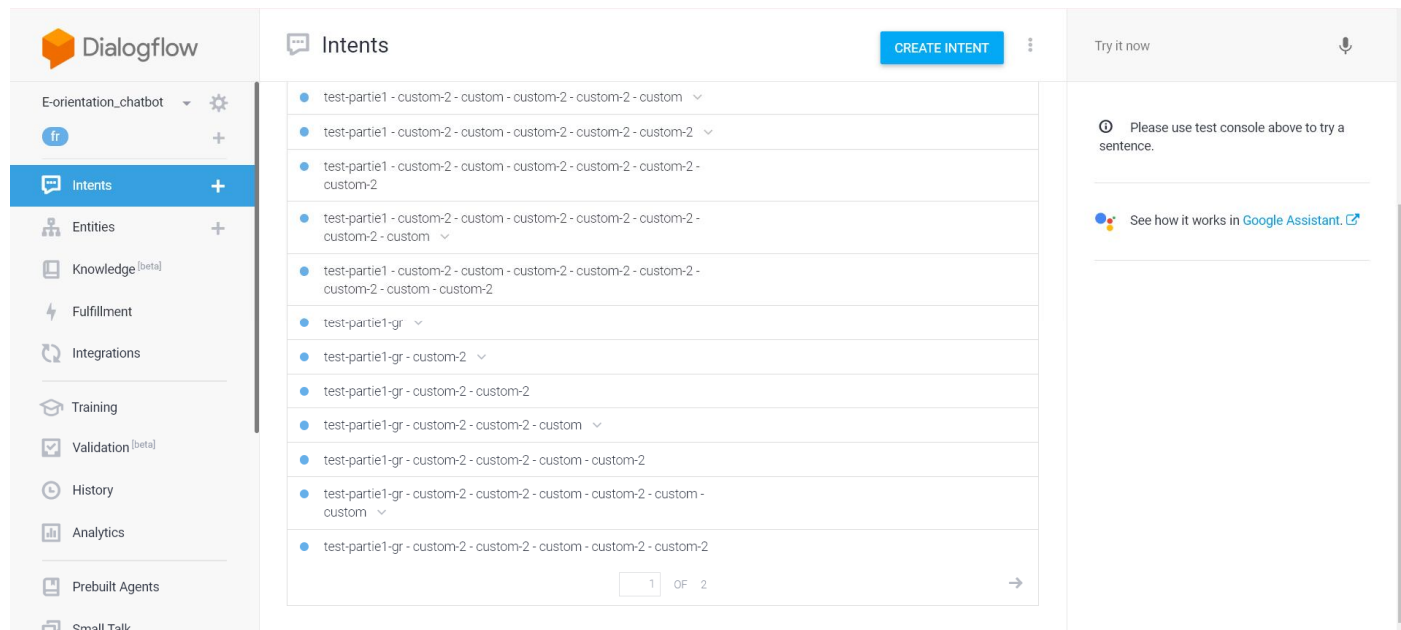 Dialogflow
Intents
CREATE INTENT
Try it now
E-orientation_chatbot
fr
Intents
Entities
Knowledge [beta]
Fulfillment
Integrations
Training
Validation [beta]
History
Analytics
Prebuilt Agents
Small Talk
test-partie1 - custom-2 - custom - custom-2 - custom-2 - custom
test-partie1 - custom-2 - custom - custom-2 - custom-2 - custom-2
test-partie1 - custom-2 - custom - custom-2 - custom-2 - custom-2 -
custom-2
test-partie1 - custom-2 - custom - custom-2 - custom-2 - custom-2 -
custom-2 - custom
test-partie1 - custom-2 - custom - custom-2 - custom-2 - custom-2 -
custom-2 - custom - custom-2
test-partie1-gr
test-partie1-gr - custom-2
test-partie1-gr - custom-2 - custom-2
test-partie1-gr - custom-2 - custom-2 - custom
test-partie1-gr - custom-2 - custom-2 - custom - custom-2
test-partie1-gr - custom-2 - custom-2 - custom - custom-2 - custom -
custom
test-partie1-gr - custom-2 - custom-2 - custom - custom-2 - custom-2
1 OF 2
Please use test console above to try a
sentence.
See how it works in Google Assistant.